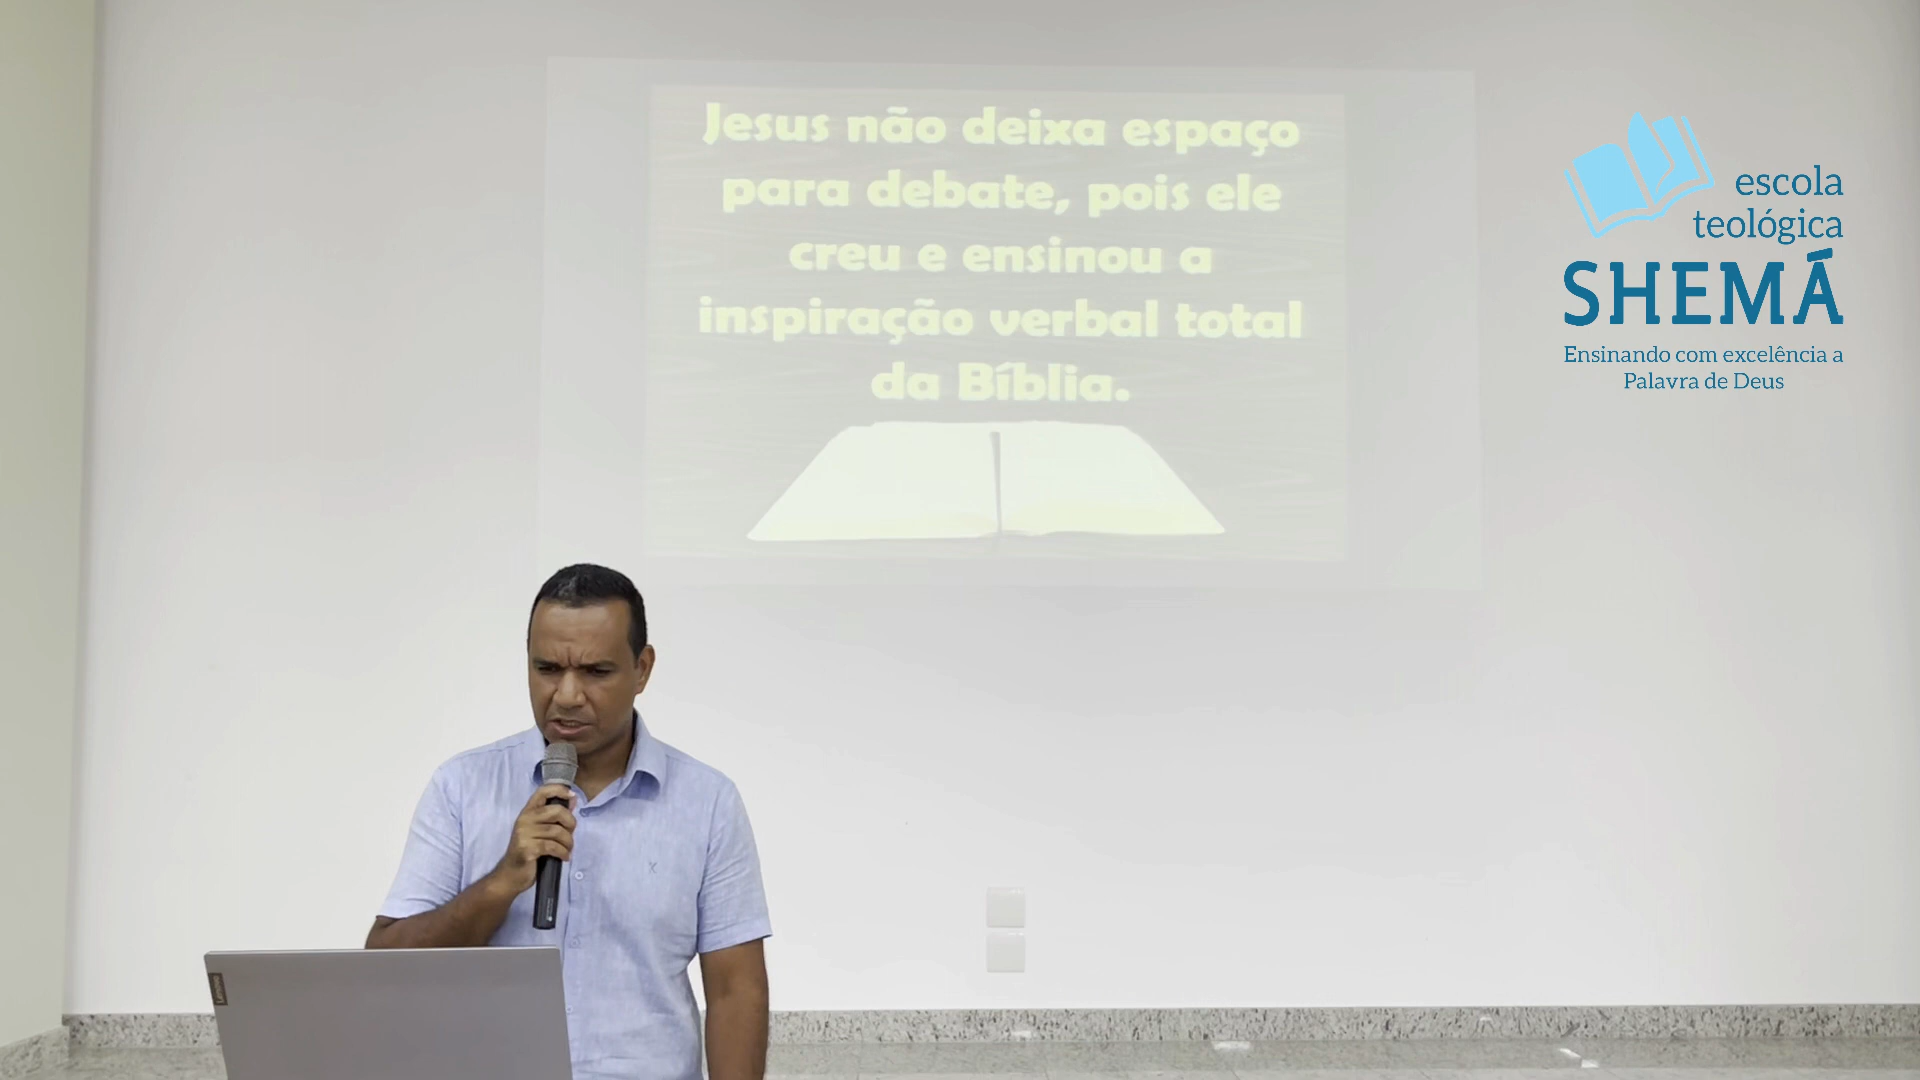 Jesus não deixa espaço
para debate, pois ele
creu e ensinou a
inspiração verbal total
da Bíblia.
escola
teológica
SHEMÁ
Ensinando com excelência a
Palavra de Deus
Lenovo